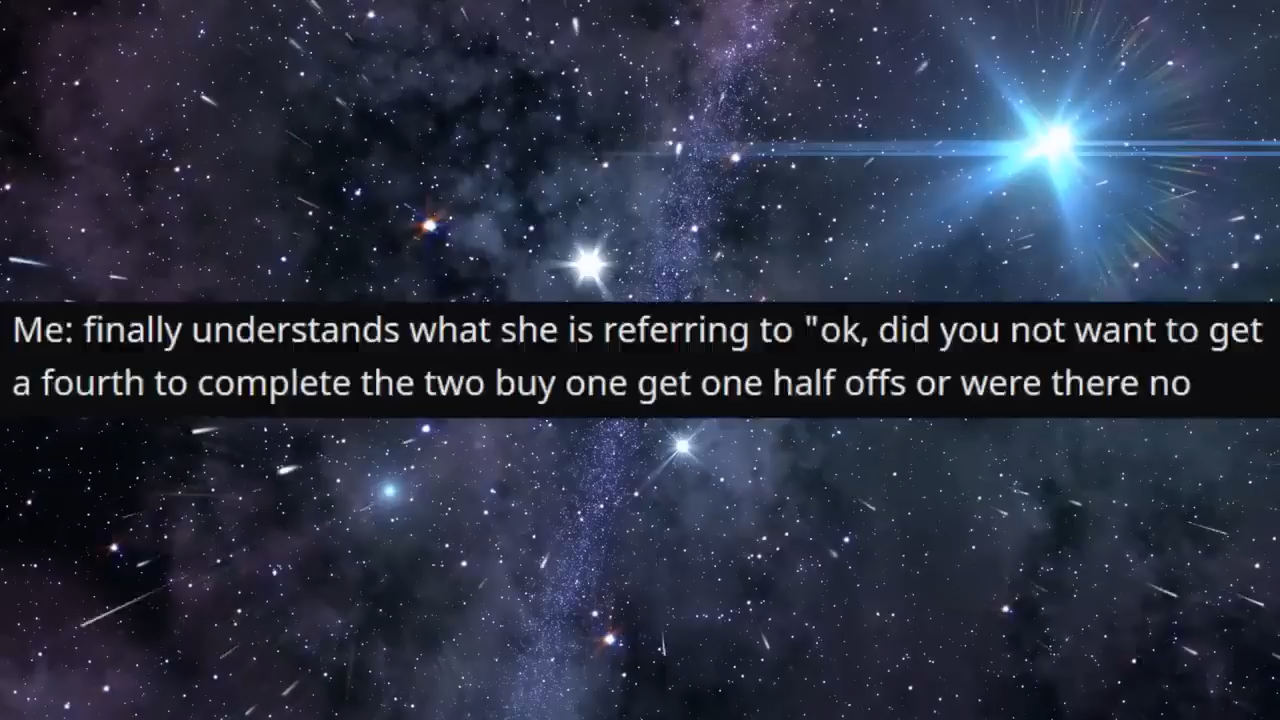 Me: finally understands what she is referring to "ok, did you not want to get
a fourth to complete the two buy one get one half offs or were there no